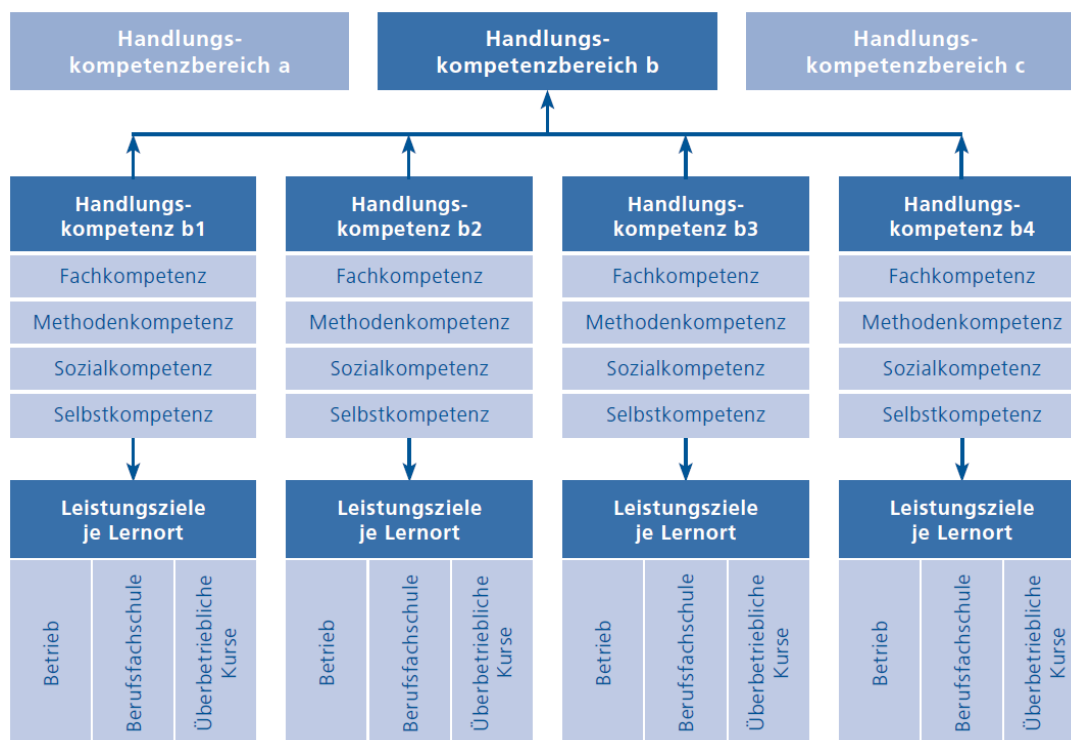 Handlungs-
kompetenzbereich a
Handlungs-
kompetenzbereich b
Handlungs-
kompetenzbereich c
Handlungs-
kompetenz b1
Fachkompetenz
Methodenkompetenz
Sozialkompetenz
Selbstkompetenz
Leistungsziele
je Lernort
Betrieb
Berufsfachschule
Überbetriebliche
Kurse
Handlungs-
kompetenz b2
Fachkompetenz
Methodenkompetenz
Sozialkompetenz
Selbstkompetenz
Leistungsziele
je Lernort
Betrieb
Berufsfachschule
Überbetriebliche
Kurse
Handlungs-
kompetenz b3
Fachkompetenz
Methodenkompetenz
Sozialkompetenz
Selbstkompetenz
Leistungsziele
je Lernort
Betrieb
Berufsfachschule
Überbetriebliche
Kurse
Handlungs-
kompetenz b4
Fachkompetenz
Methodenkompetenz
Sozialkompetenz
Selbstkompetenz
Leistungsziele
je Lernort
Betrieb
Berufsfachschule
Überbetriebliche
Kurse